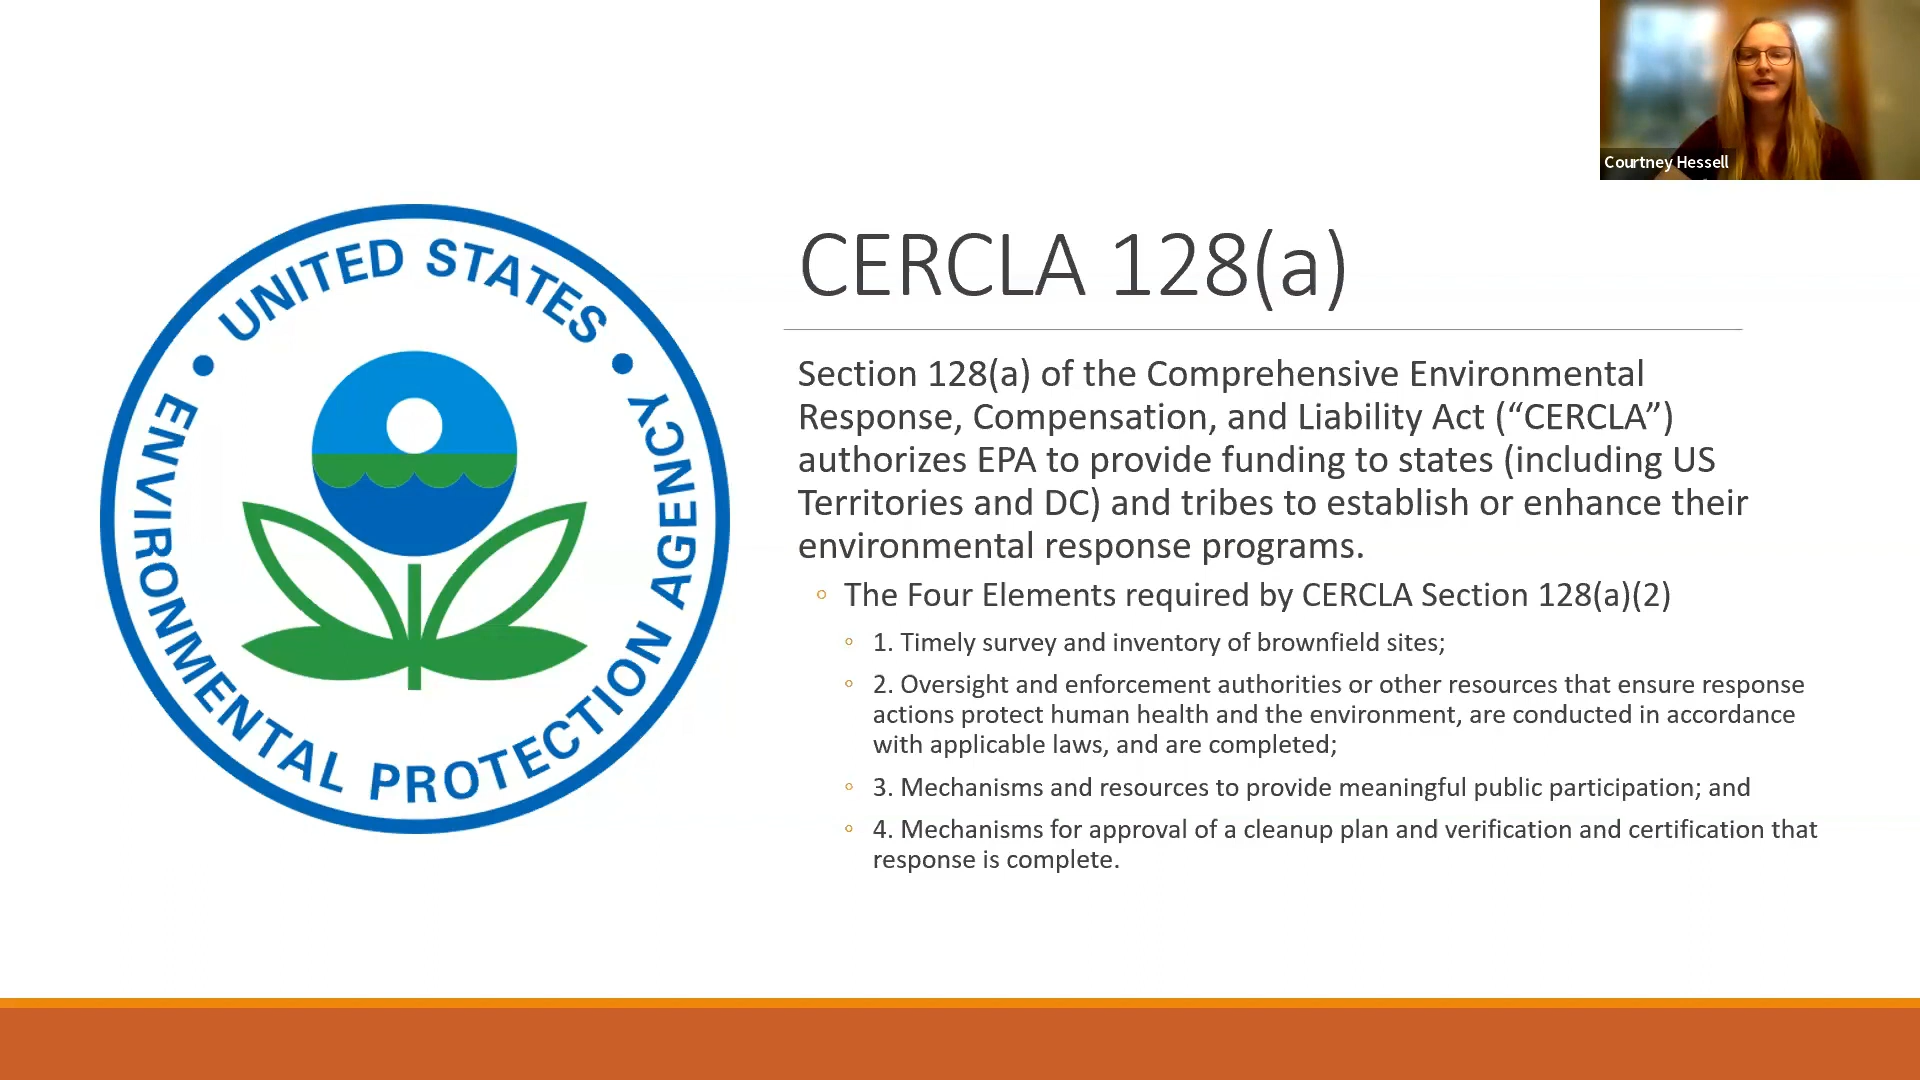 Courtney Hessell
UNITED STATES
ENVIRONMENTAL PROTECTION AGENCY
CERCLA 128(a)
Section 128(a) of the Comprehensive Environmental
Response, Compensation, and Liability Act (“CERCLA”)
authorizes EPA to provide funding to states (including US
Territories and DC) and tribes to establish or enhance their
environmental response programs.
◦ The Four Elements required by CERCLA Section 128(a)(2)
◦ 1. Timely survey and inventory of brownfield sites;
◦ 2. Oversight and enforcement authorities or other resources that ensure response
actions protect human health and the environment, are conducted in accordance
with applicable laws, and are completed;
◦ 3. Mechanisms and resources to provide meaningful public participation; and
◦ 4. Mechanisms for approval of a cleanup plan and verification and certification that
response is complete.